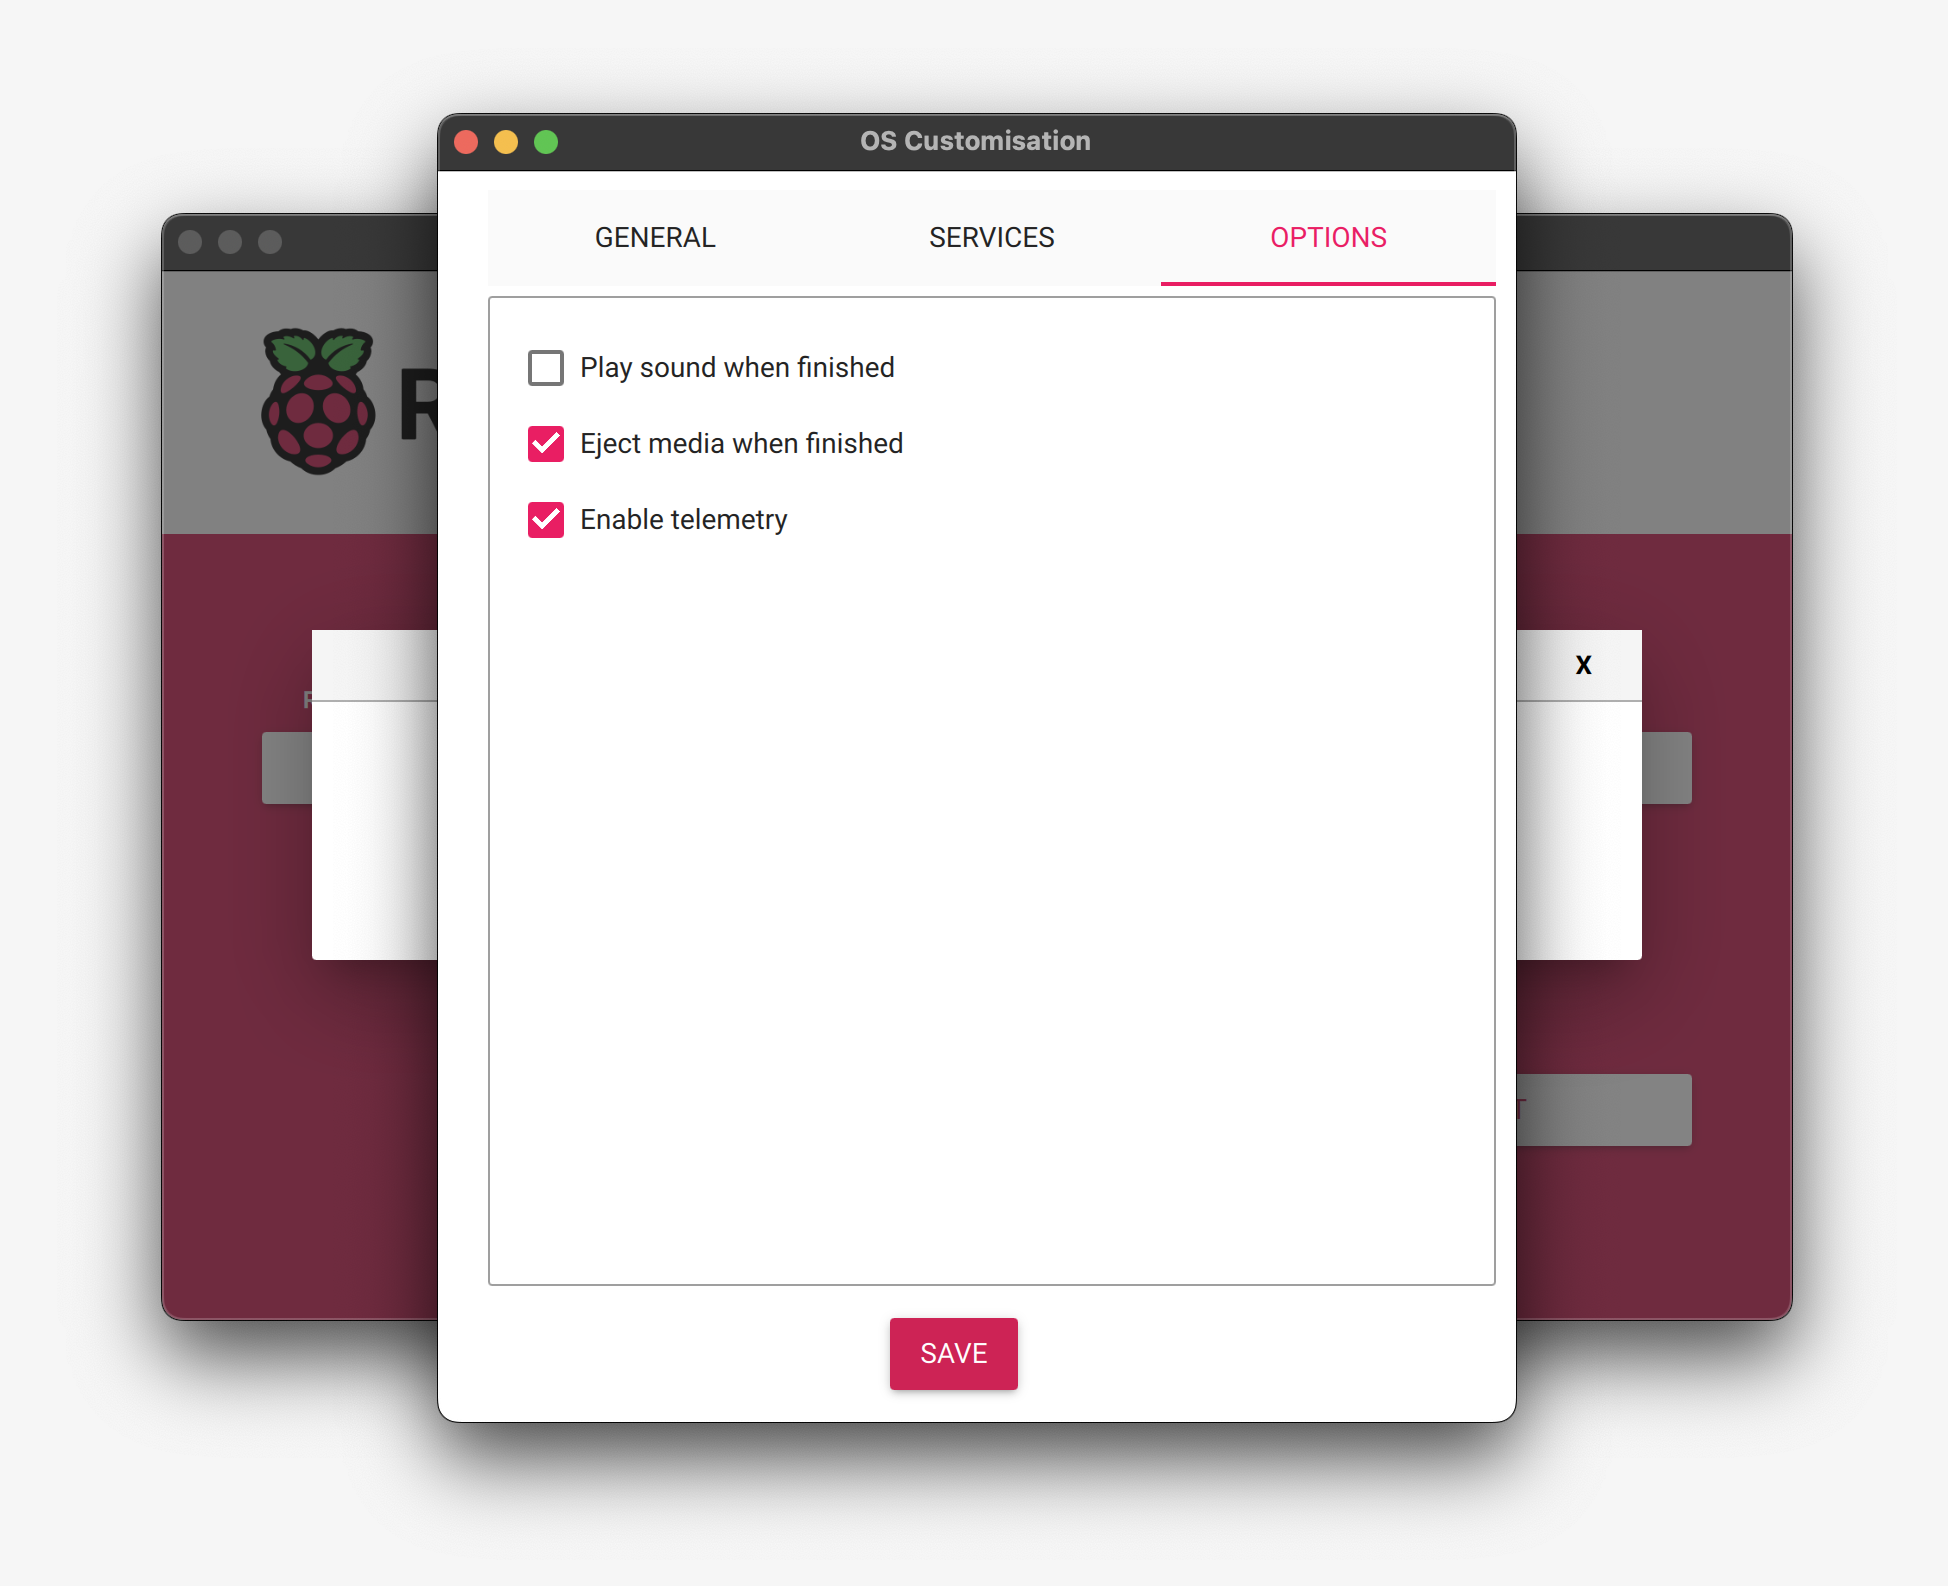 OS Customisation
GENERAL SERVICES OPTIONS
Play sound when finished
Eject media when finished
Enable telemetry
X
SAVE